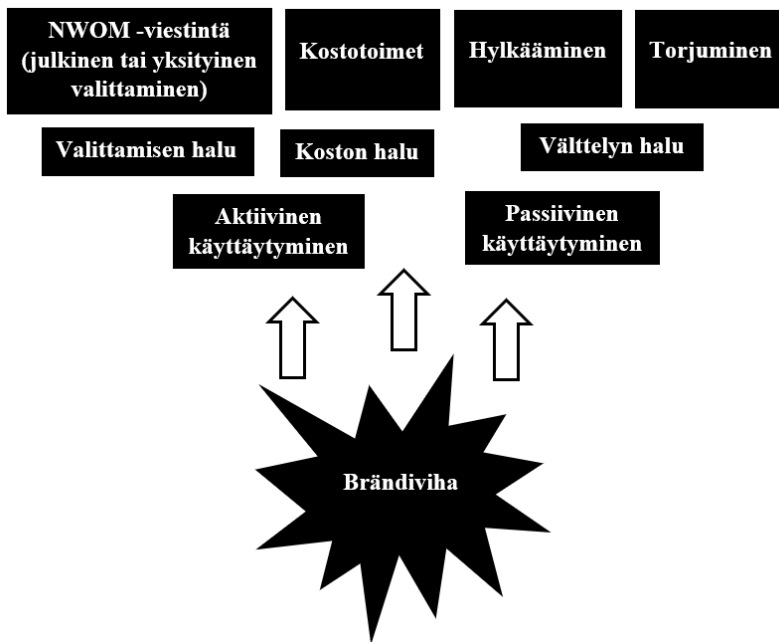 NWOM -viestintä
(julkinen tai yksityinen
valittaminen)
Kostotoimet
Hylkääminen
Torjuminen
Valittamisen halu
Koston halu
Välttelyn halu
Aktiivinen
käyttäytyminen
Passiivinen
käyttäytyminen
Brändiviha